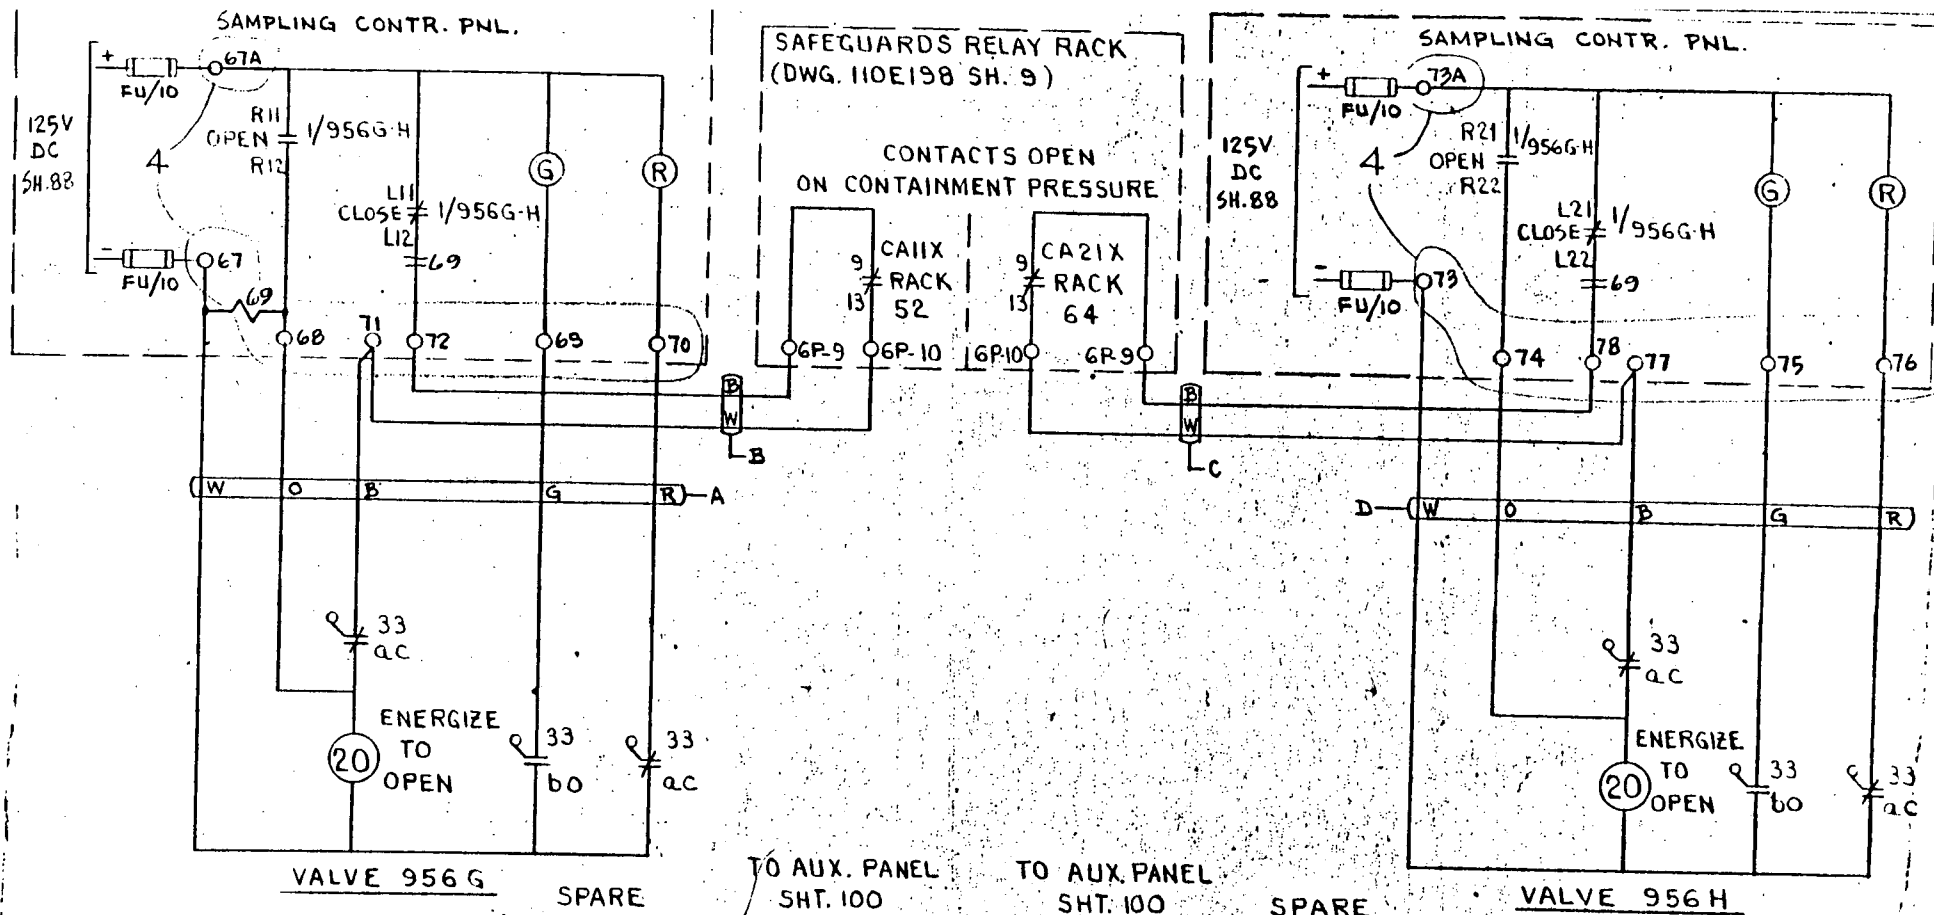 SAMPLING CONTR. PNL.
+
67A
FU/10
R11
OPEN
R12
1/956G-H
125V
DC
SH.88
4
L11
CLOSE
L12
1/956G-H
69
G
R
-
67
FU/10
69
68
71
72
69
70
SAFEGUARDS RELAY RACK
(DWG. 110E198 SH. 9)
CONTACTS OPEN
ON CONTAINMENT PRESSURE
9
13
CA11X
RACK
52
9
13
CA21X
RACK
64
6P-9
6P-10
6P-10
6P-9
B
W
B
B
W
C
SAMPLING CONTR. PNL.
+
73A
FU/10
R21
OPEN
R22
1/956G-H
125V
DC
SH.88
4
L21
CLOSE
L22
1/956G-H
69
G
R
-
73
FU/10
74
78
77
75
76
W
O
B
G
R
A
D
W
O
B
G
R
33
ac
20
ENERGIZE
TO
OPEN
33
bo
33
ac
33
ac
20
ENERGIZE
TO
OPEN
33
bo
33
ac
VALVE 956G
SPARE
TO AUX. PANEL
SHT. 100
TO AUX. PANEL
SHT. 100
SPARE
VALVE 956H